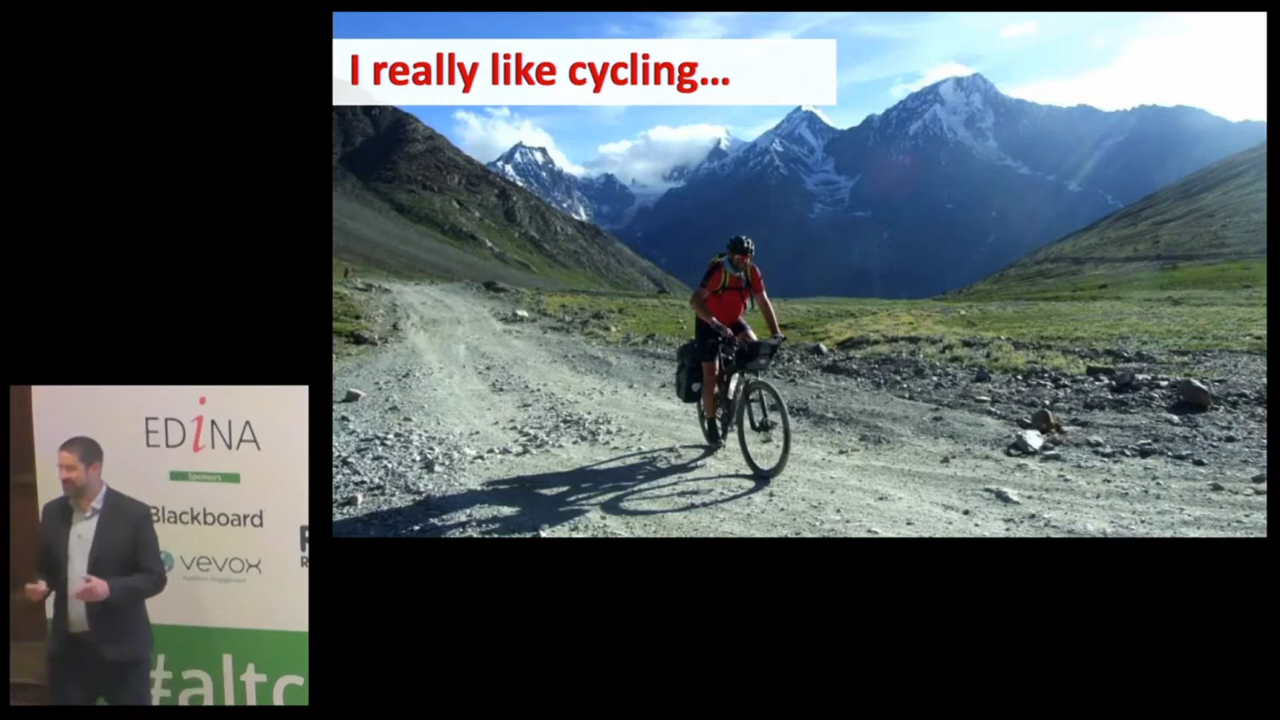 I really like cycling...
EDiNA
Sponsors
Blackboard
vevox
#altc